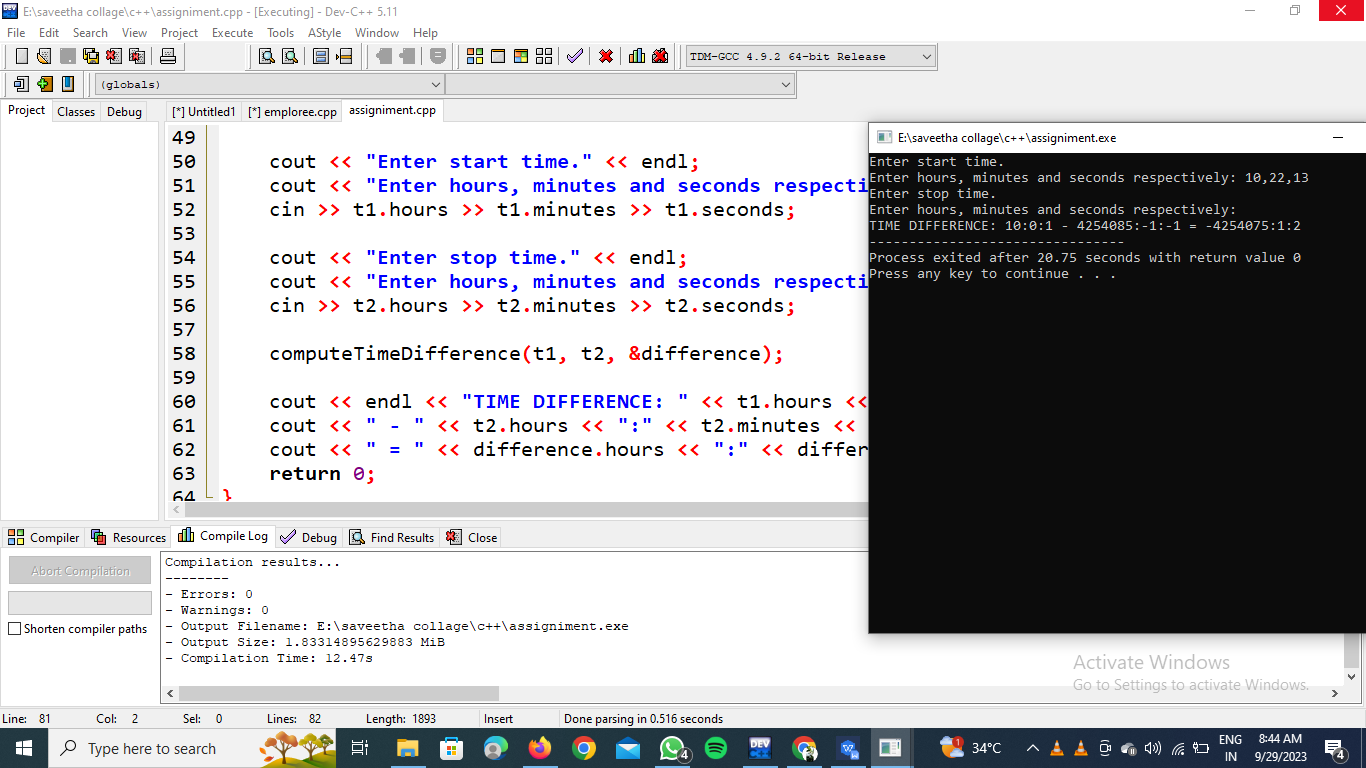 E:\saveetha collage\c++\assigniment.cpp - [Executing] - Dev-C++ 5.11
File Edit Search View Project Execute Tools AStyle Window Help
TDM-GCC 4.9.2 64-bit Release
(globals)
Project Classes Debug [*] Untitled1 [*] emploree.cpp assigniment.cpp
49
50 cout << "Enter start time." << endl;
51 cout << "Enter hours, minutes and seconds respecti
52 cin >> t1.hours >> t1.minutes >> t1.seconds;
53
54 cout << "Enter stop time." << endl;
55 cout << "Enter hours, minutes and seconds respecti
56 cin >> t2.hours >> t2.minutes >> t2.seconds;
57
58 computeTimeDifference(t1, t2, &difference);
59
60 cout << endl << "TIME DIFFERENCE: " << t1.hours <<
61 cout << " - " << t2.hours << ":" << t2.minutes <<
62 cout << " = " << difference.hours << ":" << differ
63 return 0;
64 }
E:\saveetha collage\c++\assigniment.exe
Enter start time.
Enter hours, minutes and seconds respectively: 10,22,13
Enter stop time.
Enter hours, minutes and seconds respectively:
TIME DIFFERENCE: 10:0:1 - 4254085:-1:-1 = -4254075:1:2
--------------------------------
Process exited after 20.75 seconds with return value 0
Press any key to continue . . .
Compiler Resources Compile Log Debug Find Results Close
Abort Compilation
Shorten compiler paths
Compilation results...
--------
- Errors: 0
- Warnings: 0
- Output Filename: E:\saveetha collage\c++\assigniment.exe
- Output Size: 1.83314895629883 MiB
- Compilation Time: 12.47s
Activate Windows
Go to Settings to activate Windows.
Line: 81 Col: 2 Sel: 0 Lines: 82 Length: 1893 Insert Done parsing in 0.516 seconds
Type here to search
4
DEV
1
34°C
ENG
IN
8:44 AM
9/29/2023
4